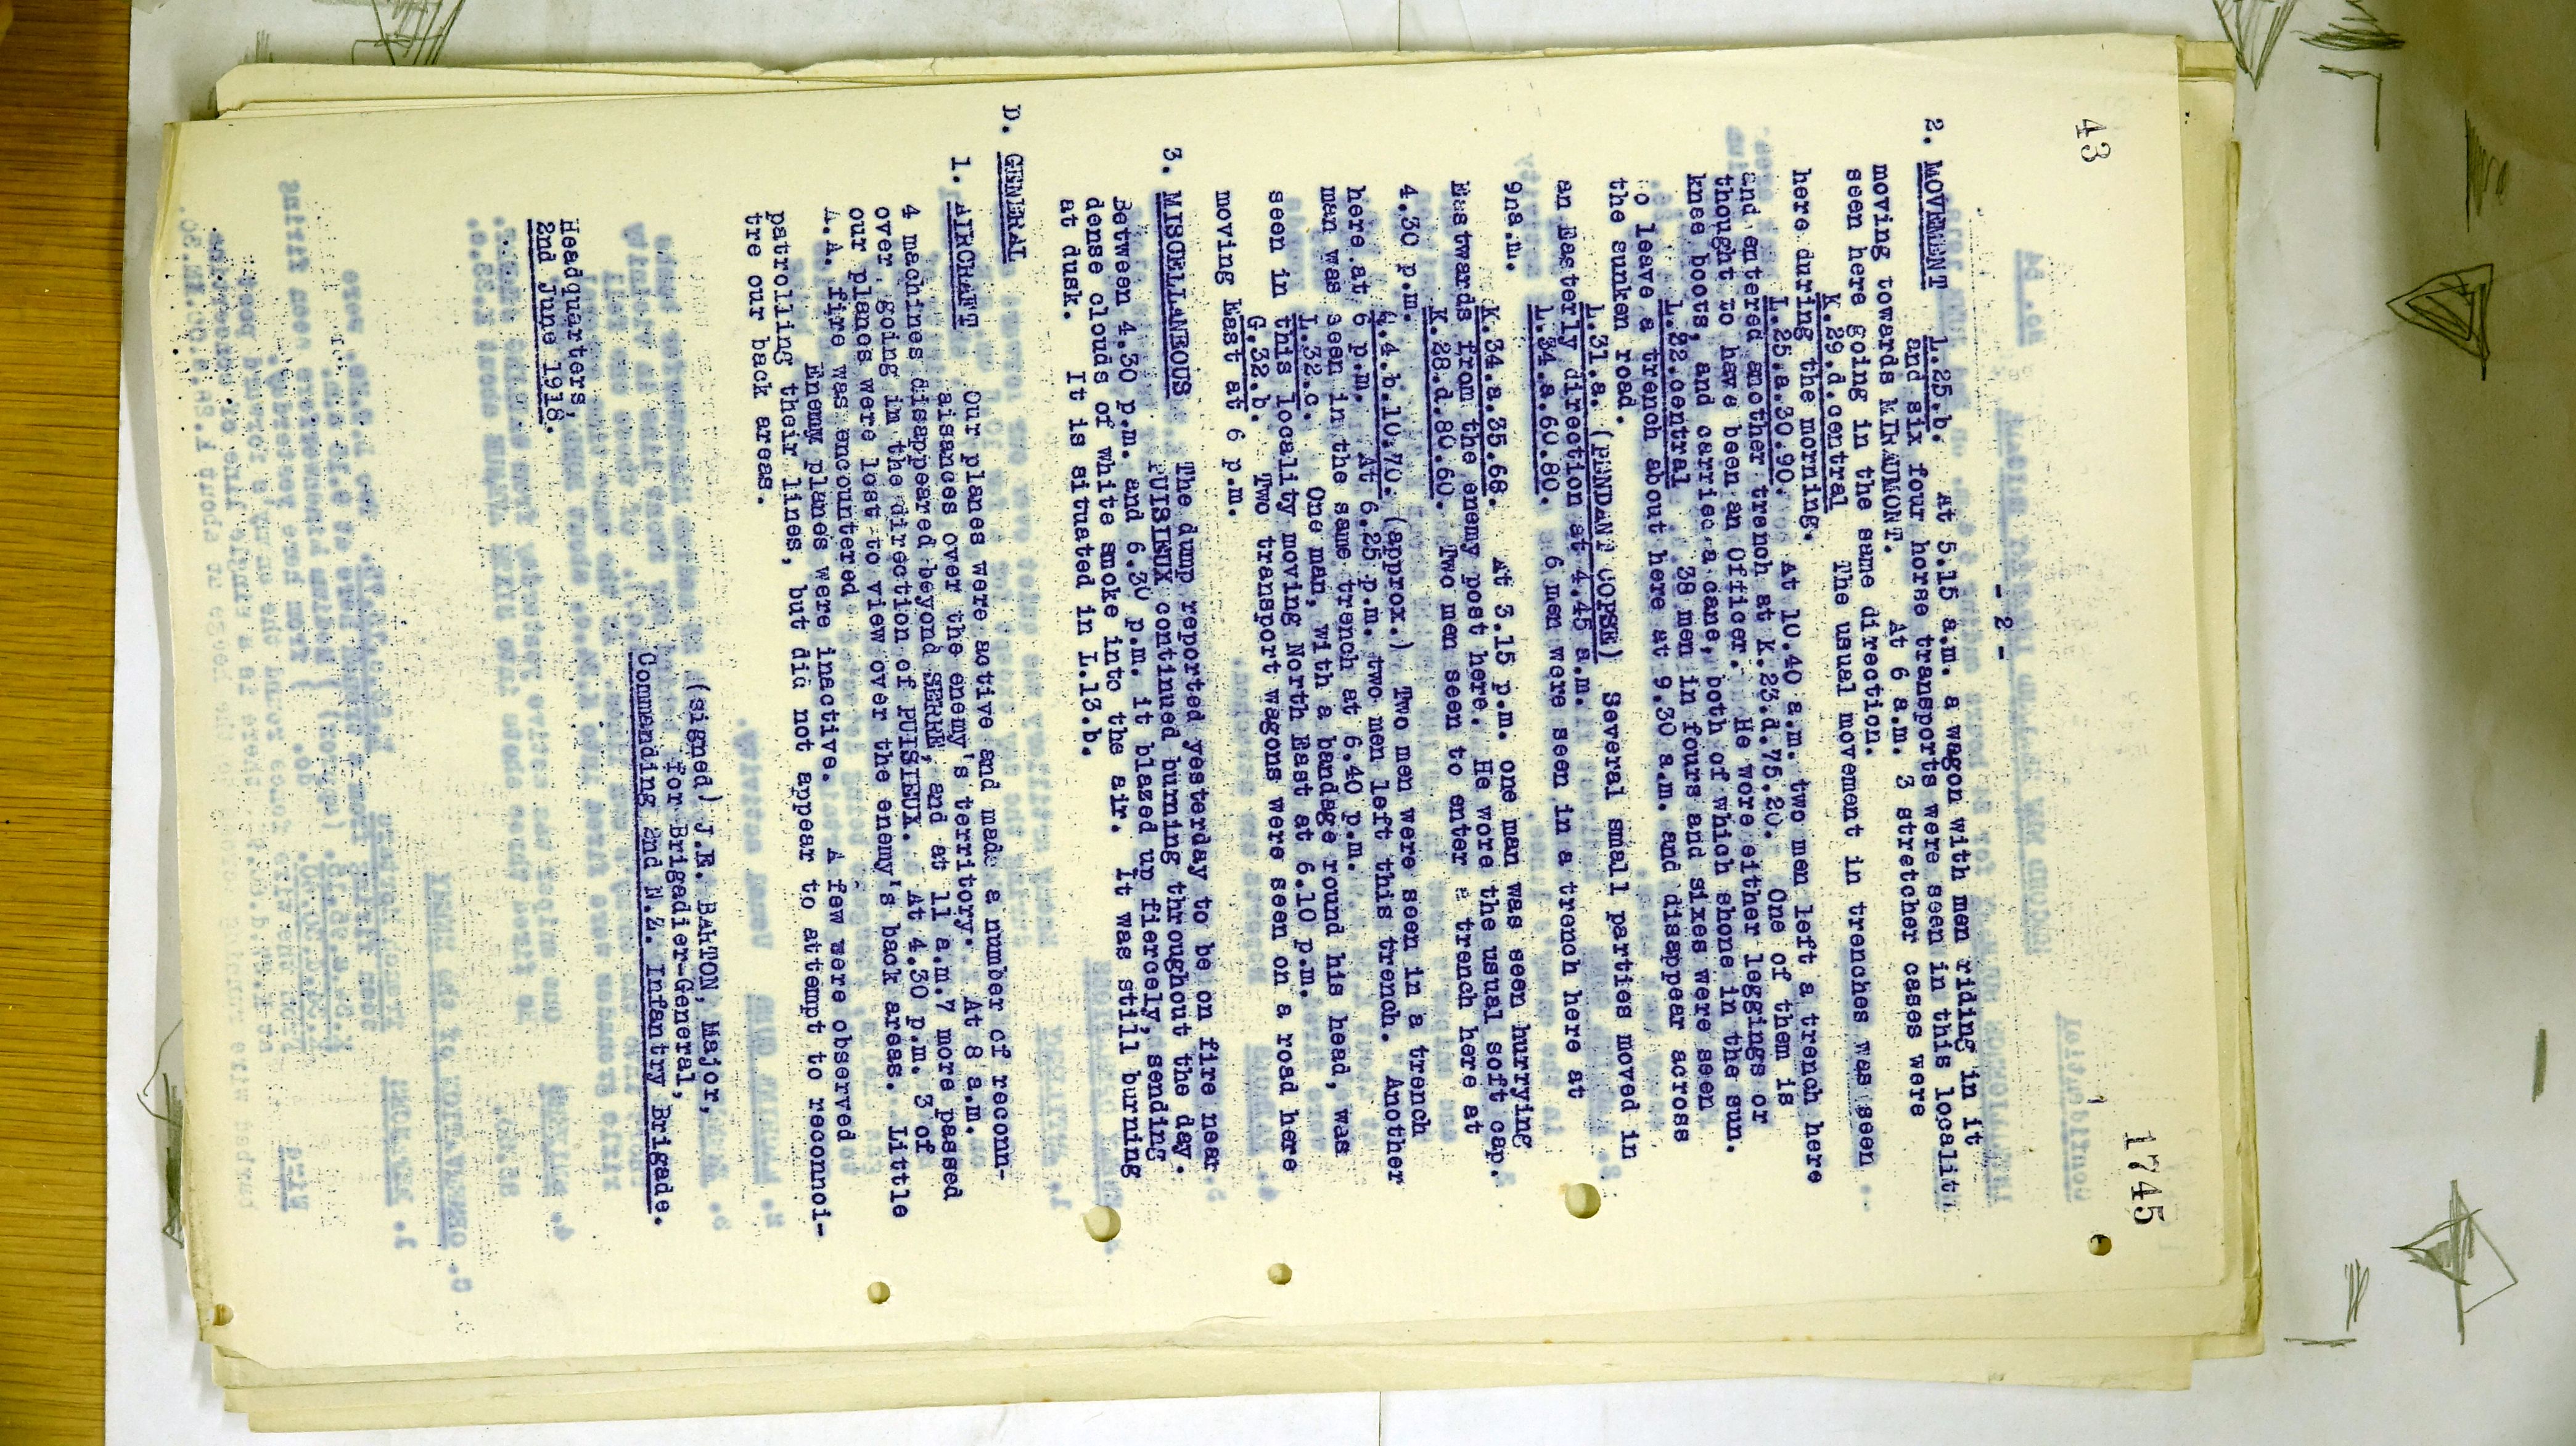 43
1745
- 2 -
2. MOVEMENT L.25.b. At 5.15 a.m. a wagon with men riding in it
and six four horse transports were seen in this localit
moving towards MIRAUMONT. At 6 a.m. 3 stretcher cases were
seen here going in the same direction.
K.29.d.central The usual movement in trenches was seen
here during the morning.
L.25.a.30.90. At 10.40 a.m. two men left a trench here
and entered another trench at K.23.d.75.20. One of them is
thought to have been an Officer. He wore either leggings or
knee boots, and carried a cane, both of which shone in the sun.
L.22.central 38 men in fours and sixes were seen
to leave a trench about here at 9.30 a.m. and disappear across
the sunken road.
L.31.a. (PENDANT COPSE) Several small parties moved in
an Easterly direction at 4.45 a.m.
L.34.a.60.80. 6 men were seen in a trench here at
9na.m.
K.34.a.35.68. At 3.15 p.m. one man was seen hurrying
Eastwards from the enemy post here. He wore the usual soft cap.
K.28.d.80.60. Two men seen to enter a trench here at
4.30 p.m.
.4.b.10.70. (approx.) Two men were seen in a trench
here at 6 p.m. At 6.25 p.m. two men left this trench. Another
man was seen in the same trench at 6.40 p.m.
L.32.c. One man, with a bandage round his head, was
seen in this locality moving North East at 6.10 p.m.
G.32.b. Two transport wagons were seen on a road here
moving East at 6 p.m.
3. MISCELLANEOUS The dump reported yesterday to be on fire near
PUISIEUX continued burning throughout the day.
Between 4.30 p.m. and 6.30 p.m. it blazed up fiercely, sending
dense clouds of white smoke into the air. It was still burning
at dusk. It is situated in L.13.b.
D. GENERAL
1. AIRCRAFT Our planes were active and made a number of reconn-
aisances over the enemy's territory. At 8 a.m.
4 machines disappeared beyond SERRE, and at 11 a.m.7 more passed
over, going in the direction of PUISIEUX. At 4.30 p.m. 3 of
our planes were lost to view over the enemy's back areas. Little
A.A. fire was encountered.
Enemy planes were inactive. A few were observed
patrolling their lines, but did not appear to attempt to reconnoi-
tre our back areas.
(signed) J.E. BARTON, Major,
for Brigadier-General,
Commanding 2nd N.Z. Infantry Brigade.
Headquarters,
2nd June 1918.